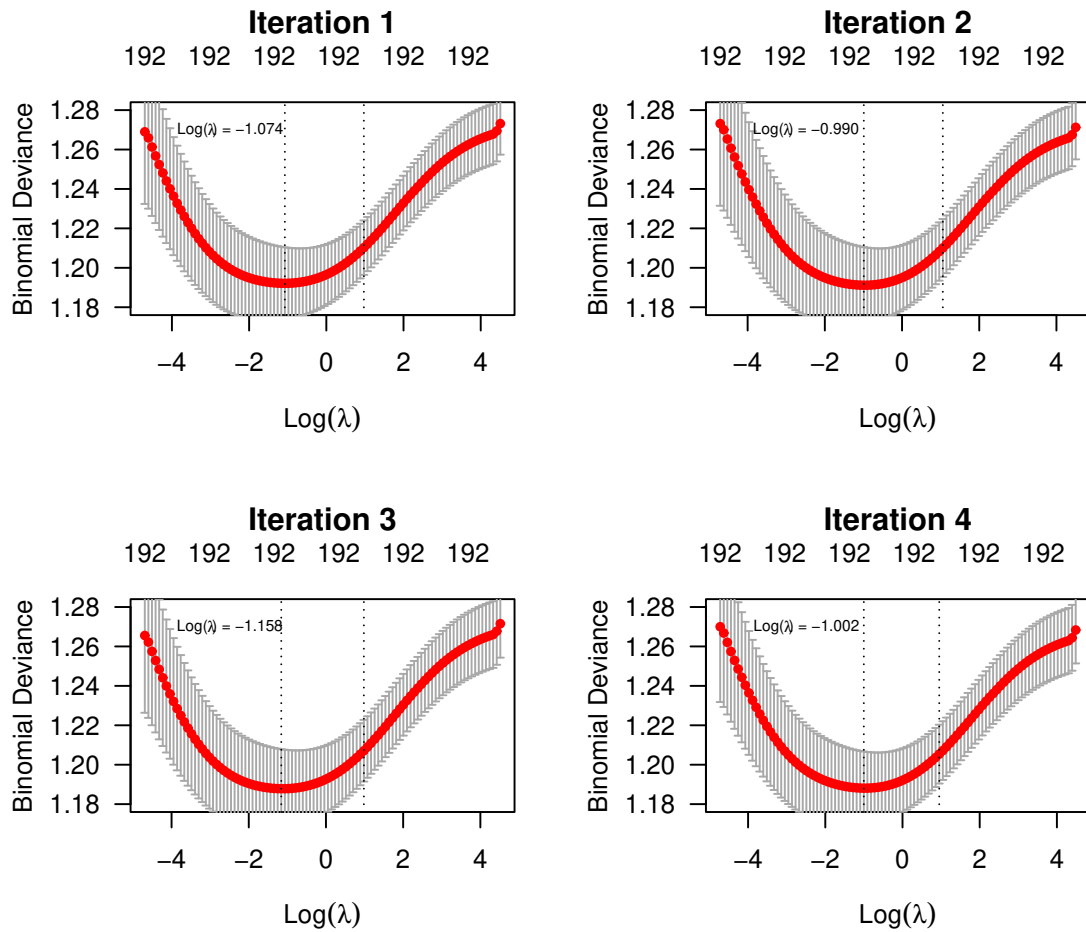 Iteration 1
192 192 192 192 192 192
Binomial Deviance
1.28
1.26
1.24
1.22
1.20
1.18
Log(λ) = −1.074
−4 −2 0 2 4
Log(λ)
Iteration 2
192 192 192 192 192 192
Binomial Deviance
1.28
1.26
1.24
1.22
1.20
1.18
Log(λ) = −0.990
−4 −2 0 2 4
Log(λ)
Iteration 3
192 192 192 192 192 192
Binomial Deviance
1.28
1.26
1.24
1.22
1.20
1.18
Log(λ) = −1.158
−4 −2 0 2 4
Log(λ)
Iteration 4
192 192 192 192 192 192
Binomial Deviance
1.28
1.26
1.24
1.22
1.20
1.18
Log(λ) = −1.002
−4 −2 0 2 4
Log(λ)